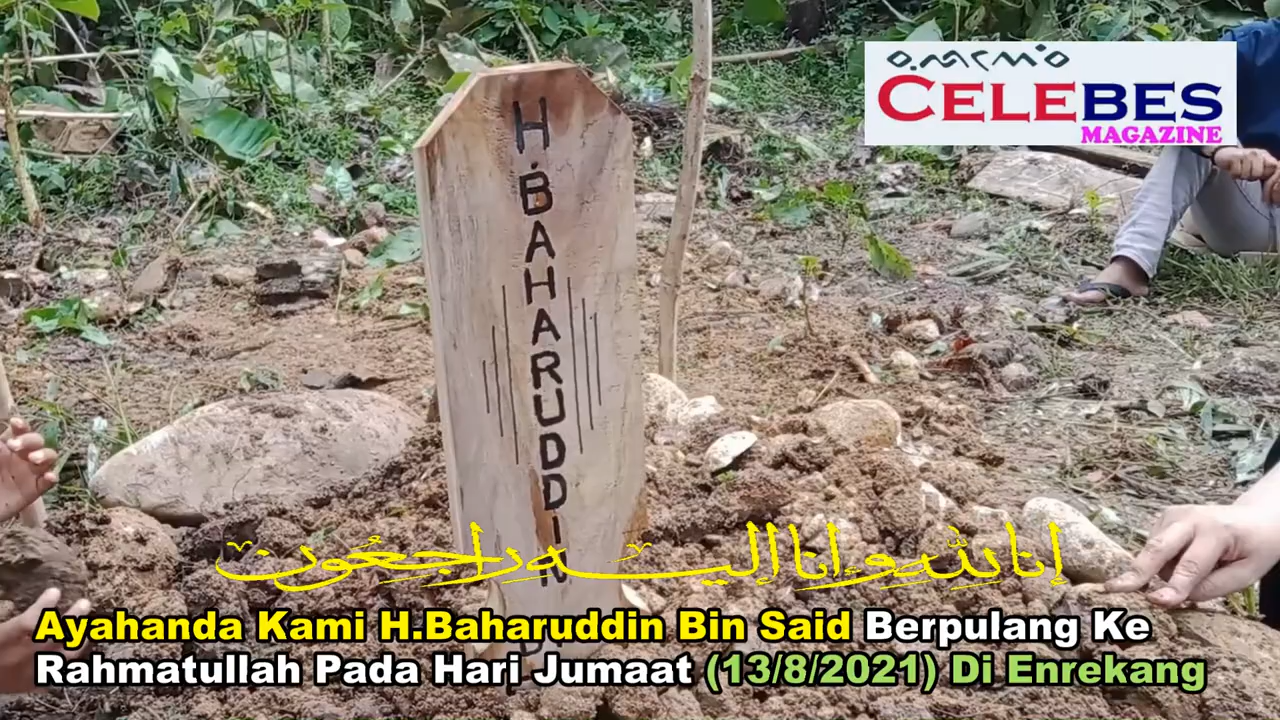 CELEBES
MAGAZINE
H.BAHARUDDIN
إنا لله وإنا إليه راجعون
Ayahanda Kami H.Baharuddin Bin Said Berpulang Ke
Rahmatullah Pada Hari Jumaat (13/8/2021) Di Enrekang